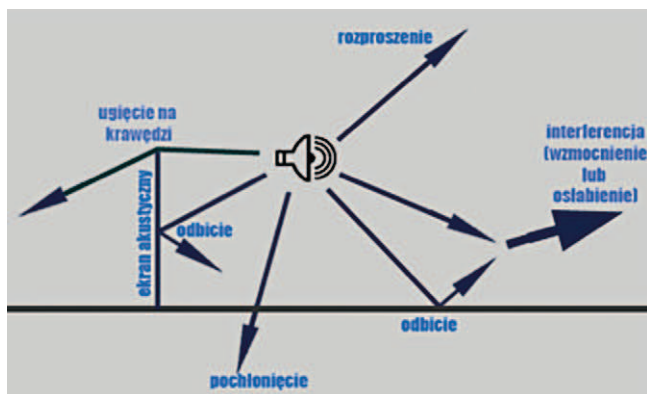 rozproszenie
ugięcie na
krawędzi
interferencja
(wzmocnienie
lub
osłabienie)
ekran akustyczny
odbicie
odbicie
pochłonięcie